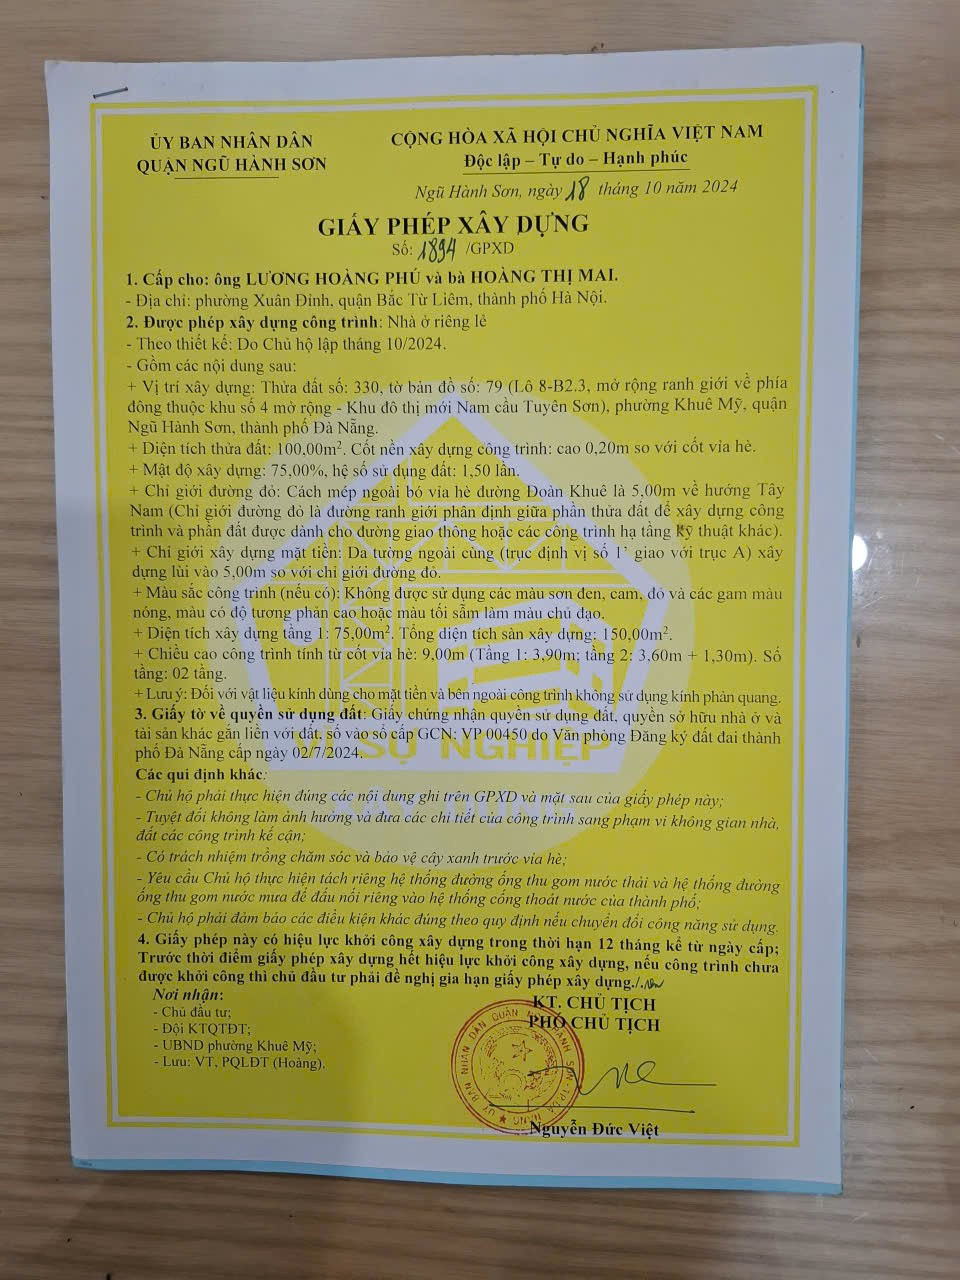 ỦY BAN NHÂN DÂN
QUẬN NGŨ HÀNH SƠN
CỘNG HÒA XÃ HỘI CHỦ NGHĨA VIỆT NAM
Độc lập – Tự do – Hạnh phúc
Ngũ Hành Sơn, ngày 18 tháng 10 năm 2024
GIẤY PHÉP XÂY DỰNG
Số: 1894 /GPXD
1. Cấp cho: ông LƯƠNG HOÀNG PHÚ và bà HOÀNG THỊ MAI.
- Địa chỉ: phường Xuân Đỉnh, quận Bắc Từ Liêm, thành phố Hà Nội.
2. Được phép xây dựng công trình: Nhà ở riêng lẻ
- Theo thiết kế: Do Chủ hộ lập tháng 10/2024.
- Gồm các nội dung sau:
+ Vị trí xây dựng: Thửa đất số: 330, tờ bản đồ số: 79 (Lô 8-B2.3, mở rộng ranh giới về phía
đông thuộc khu số 4 mở rộng - Khu đô thị mới Nam cầu Tuyên Sơn), phường Khuê Mỹ, quận
Ngũ Hành Sơn, thành phố Đà Nẵng.
+ Diện tích thửa đất: 100,00m². Cốt nền xây dựng công trình: cao 0,20m so với cốt vỉa hè.
+ Mật độ xây dựng: 75,00%, hệ số sử dụng đất: 1,50 lần.
+ Chỉ giới đường đỏ: Cách mép ngoài bó vỉa hè đường Đoàn Khuê là 5,00m về hướng Tây
Nam (Chỉ giới đường đỏ là đường ranh giới phân định giữa phần thửa đất để xây dựng công
trình và phần đất được dành cho đường giao thông hoặc các công trình hạ tầng kỹ thuật khác).
+ Chỉ giới xây dựng mặt tiền: Da tường ngoài cùng (trục định vị số 1' giao với trục A) xây
dựng lùi vào 5,00m so với chỉ giới đường đỏ.
+ Màu sắc công trình (nếu có): Không được sử dụng các màu sơn đen, cam, đỏ và các gam màu
nóng, màu có độ tương phản cao hoặc màu tối sẫm làm màu chủ đạo.
+ Diện tích xây dựng tầng 1: 75,00m². Tổng diện tích sàn xây dựng: 150,00m².
+ Chiều cao công trình tính từ cốt vỉa hè: 9,00m (Tầng 1: 3,90m; tầng 2: 3,60m + 1,30m). Số
tầng: 02 tầng.
+ Lưu ý: Đối với vật liệu kính dùng cho mặt tiền và bên ngoài công trình không sử dụng kính phản quang.
3. Giấy tờ về quyền sử dụng đất: Giấy chứng nhận quyền sử dụng đất, quyền sở hữu nhà ở và
tài sản khác gắn liền với đất, số vào sổ cấp GCN: VP 00450 do Văn phòng Đăng ký đất đai thành
phố Đà Nẵng cấp ngày 02/7/2024.
SỰ NGHIỆP
Các qui định khác:
- Chủ hộ phải thực hiện đúng các nội dung ghi trên GPXD và mặt sau của giấy phép này;
- Tuyệt đối không làm ảnh hưởng và đưa các chi tiết của công trình sang phạm vi không gian nhà,
đất các công trình kế cận;
- Có trách nhiệm trồng chăm sóc và bảo vệ cây xanh trước vỉa hè;
- Yêu cầu Chủ hộ thực hiện tách riêng hệ thống đường ống thu gom nước thải và hệ thống đường
ống thu gom nước mưa để đấu nối riêng vào hệ thống cống thoát nước của thành phố;
- Chủ hộ phải đảm bảo các điều kiện khác đúng theo quy định nếu chuyển đổi công năng sử dụng.
4. Giấy phép này có hiệu lực khởi công xây dựng trong thời hạn 12 tháng kể từ ngày cấp;
Trước thời điểm giấy phép xây dựng hết hiệu lực khởi công xây dựng, nếu công trình chưa
được khởi công thì chủ đầu tư phải đề nghị gia hạn giấy phép xây dựng./.
Nơi nhận:
- Chủ đầu tư;
- Đội KTQTĐT;
- UBND phường Khuê Mỹ;
- Lưu: VT, PQLĐT (Hoàng).
KT. CHỦ TỊCH
PHÓ CHỦ TỊCH
ỦY BAN NHÂN DÂN QUẬN NGŨ HÀNH SƠN - TP ĐÀ NẴNG
Nguyễn Đức Việt